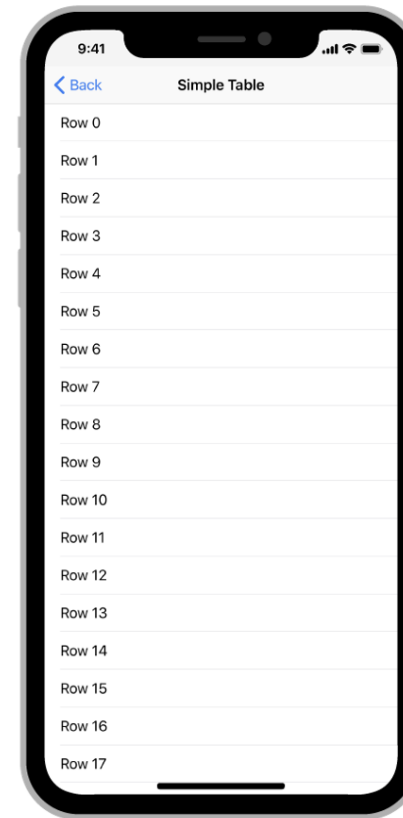 9:41
Back Simple Table
Row 0
Row 1
Row 2
Row 3
Row 4
Row 5
Row 6
Row 7
Row 8
Row 9
Row 10
Row 11
Row 12
Row 13
Row 14
Row 15
Row 16
Row 17